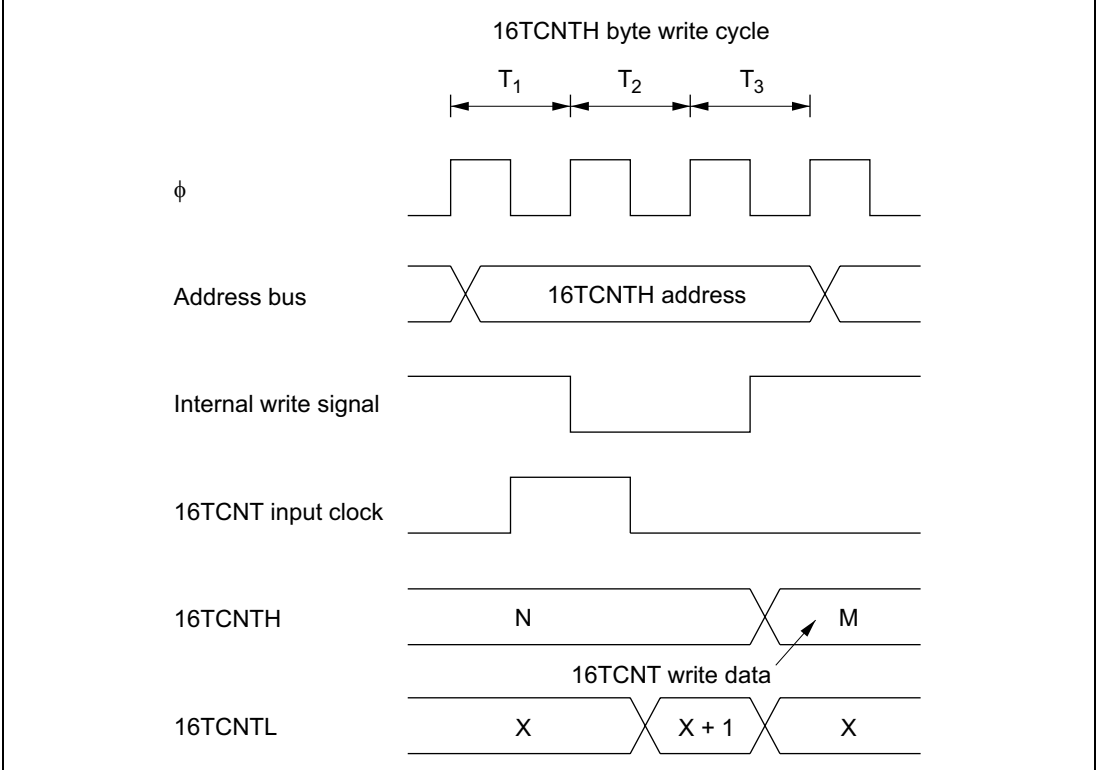 16TCNTH byte write cycle
T1 T2 T3
ϕ
Address bus 16TCNTH address
Internal write signal
16TCNT input clock
16TCNTH N M
16TCNT write data
16TCNTL X X + 1 X